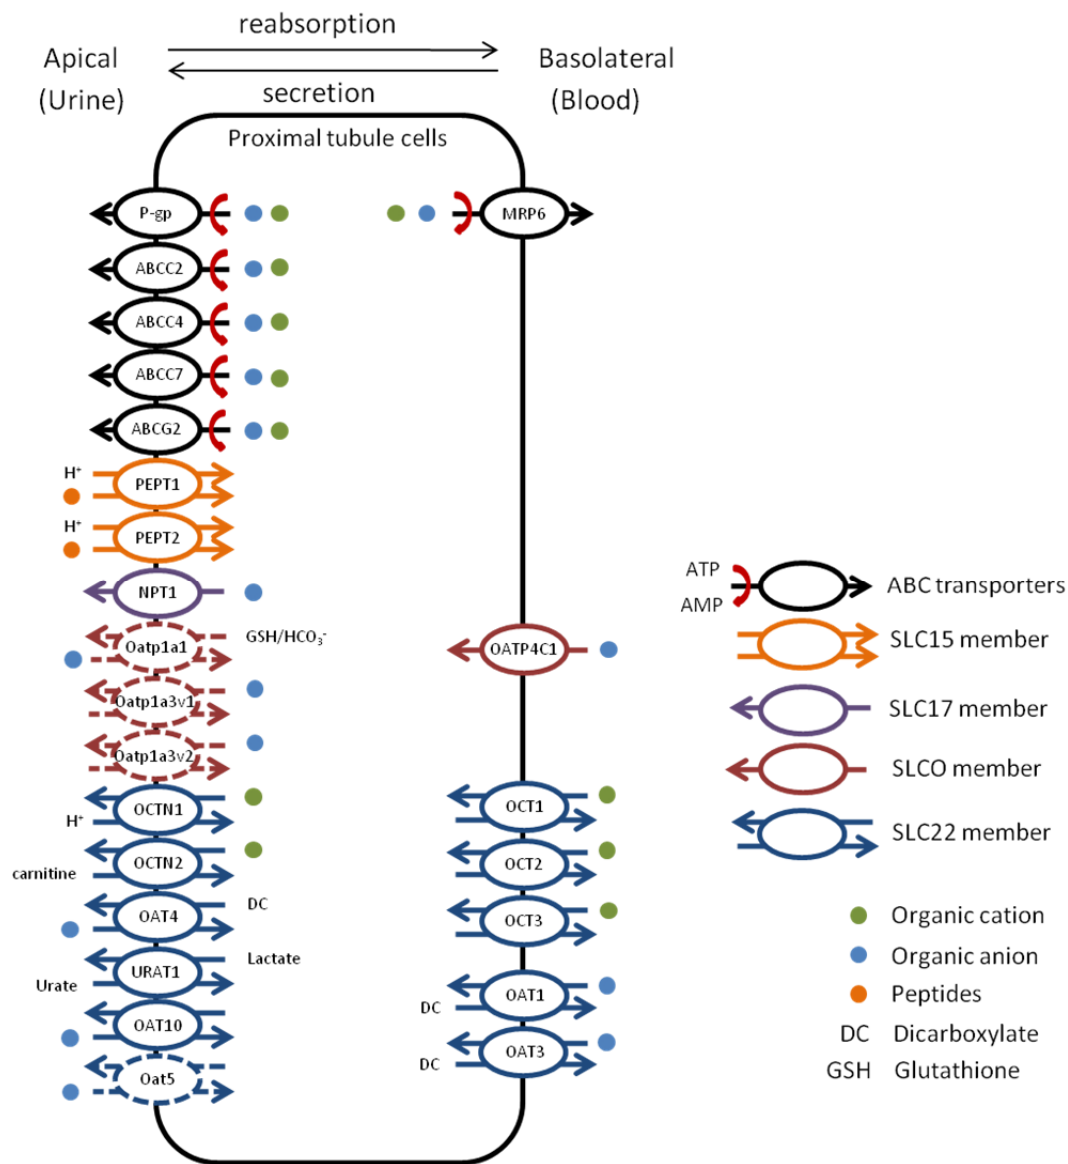 reabsorption
Apical
(Urine)
Basolateral
(Blood)
secretion
Proximal tubule cells
P-gp
MRP6
ABCC2
ABCC4
ABCC7
ABCG2
H⁺
PEPT1
H⁺
PEPT2
NPT1
GSH/HCO₃⁻
Oatp1a1
OATP4C1
Oatp1a3v1
Oatp1a3v2
OCTN1
H⁺
OCT1
OCTN2
carnitine
OCT2
OAT4
DC
OCT3
URAT1
Lactate
Urate
OAT1
DC
OAT10
OAT3
DC
Oat5
ATP
AMP
ABC transporters
SLC15 member
SLC17 member
SLCO member
SLC22 member
Organic cation
Organic anion
Peptides
DC Dicarboxylate
GSH Glutathione